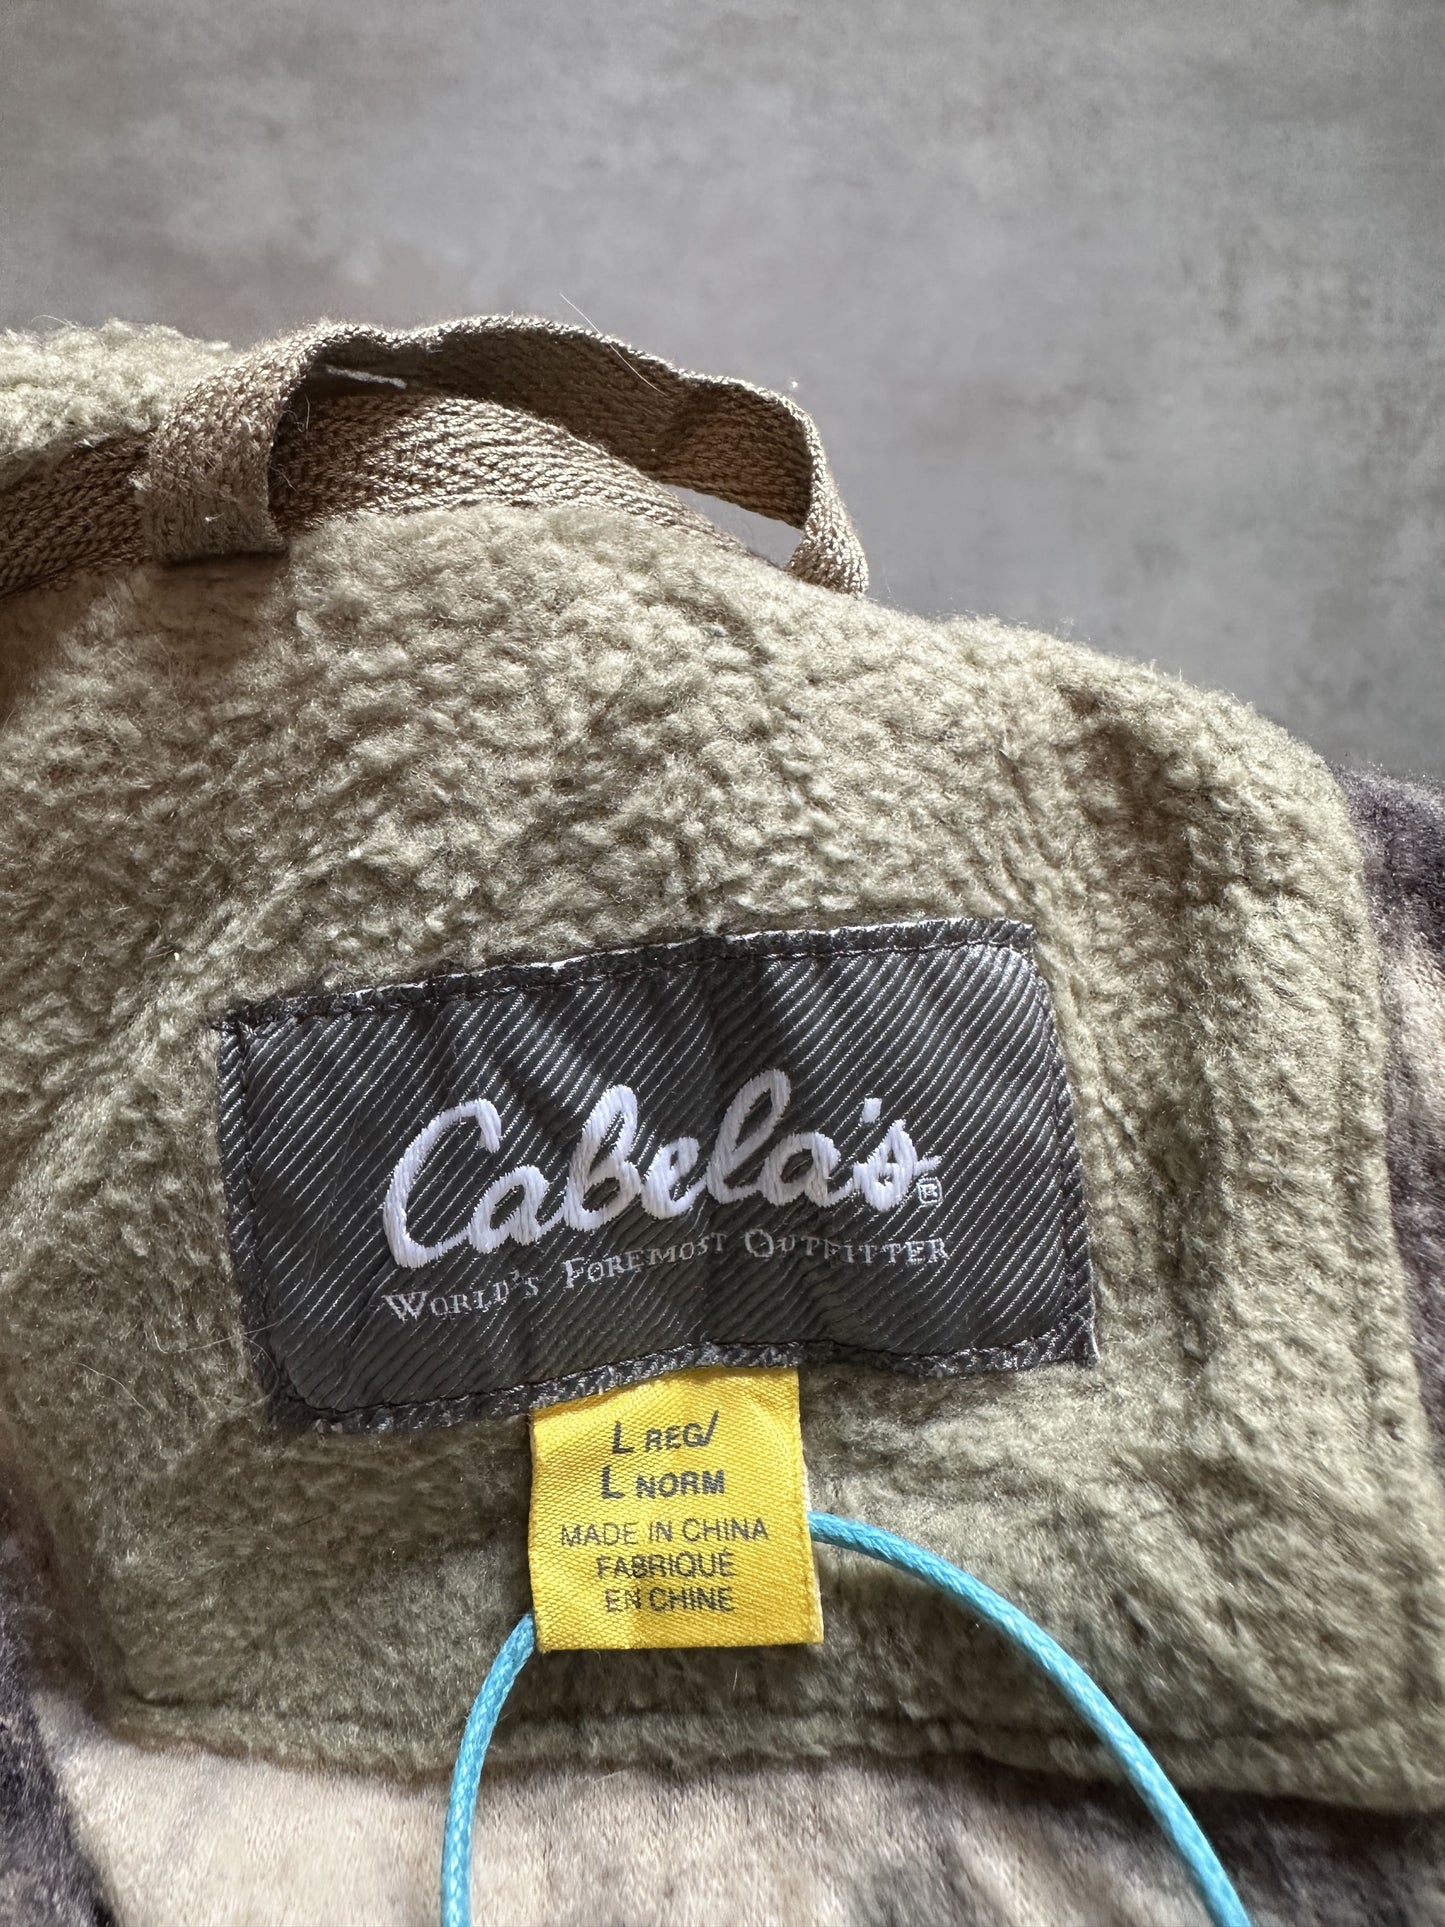 Cabela's®
WORLD'S FOREMOST OUTFITTER
L REG/
L NORM
MADE IN CHINA
FABRIQUÉ
EN CHINE